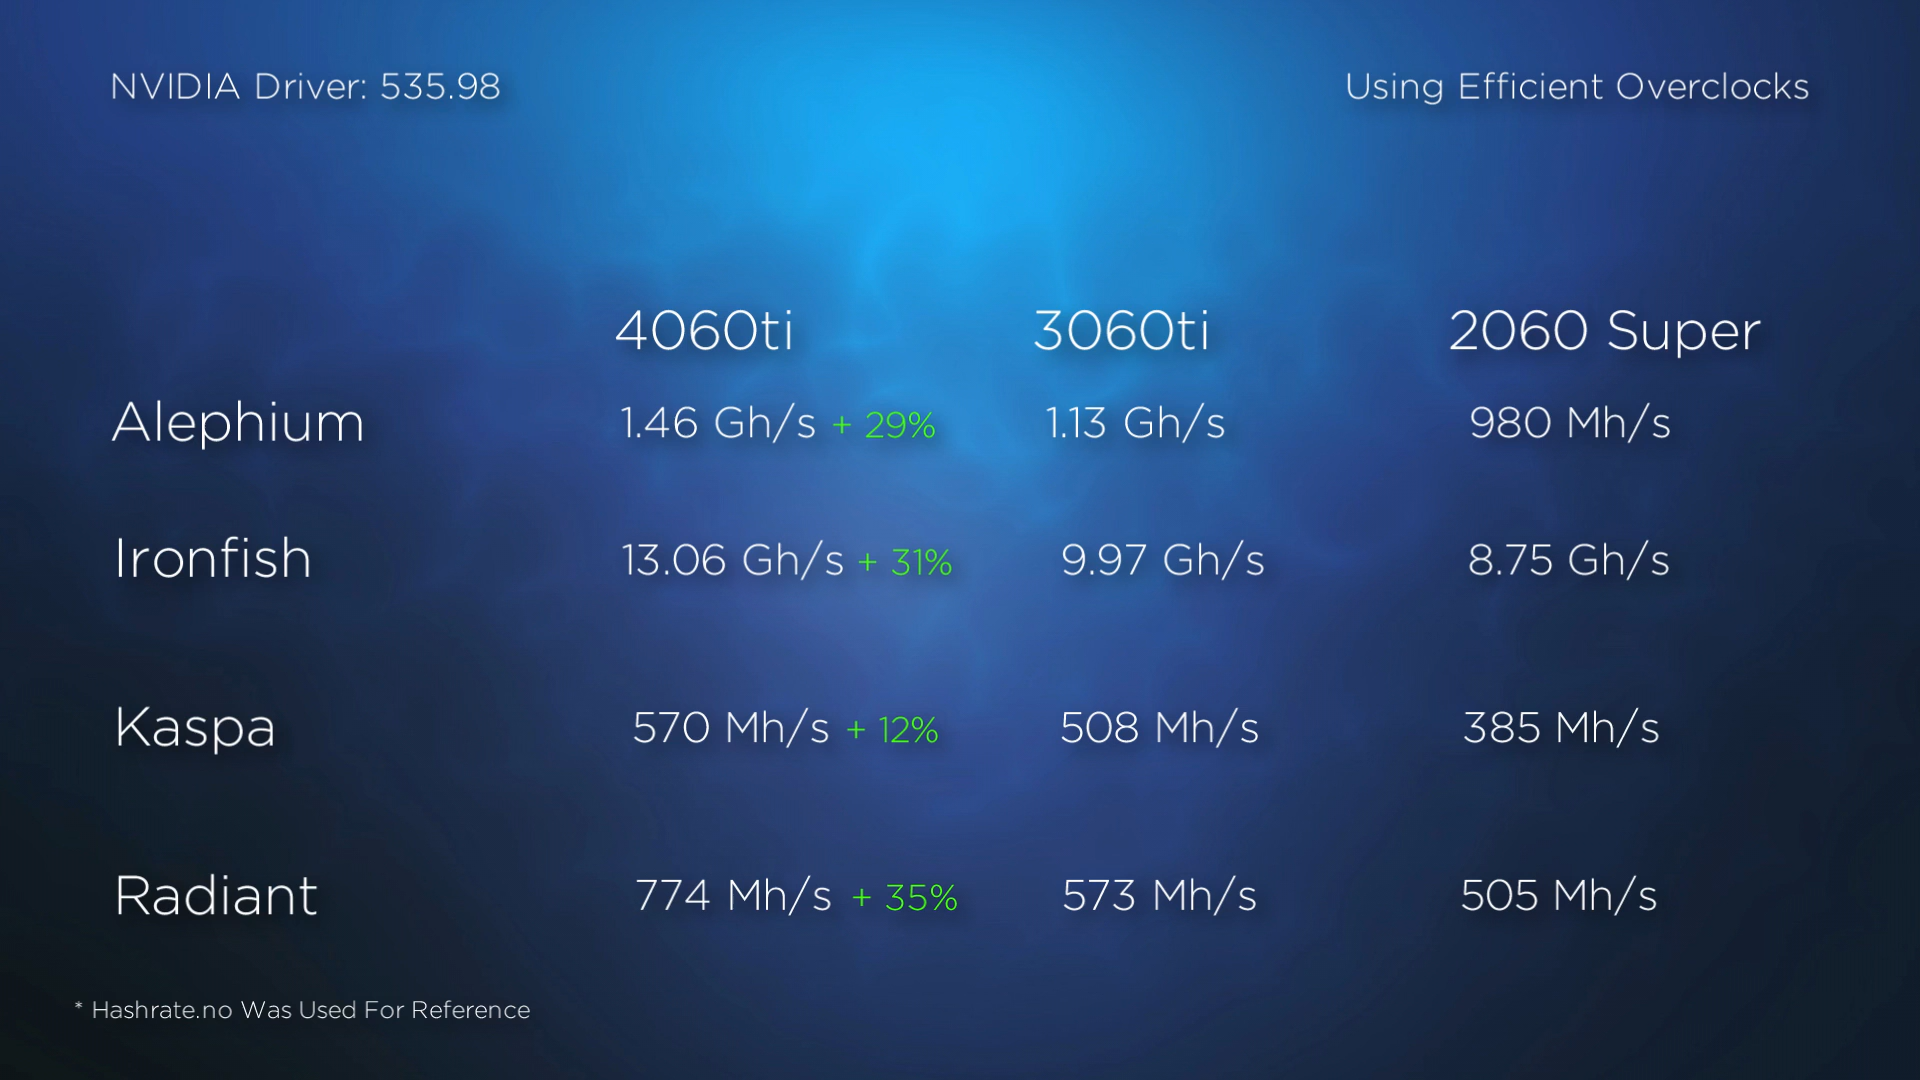 NVIDIA Driver: 535.98 Using Efficient Overclocks
4060ti 3060ti 2060 Super
Alephium 1.46 Gh/s + 29% 1.13 Gh/s 980 Mh/s
Ironfish 13.06 Gh/s + 31% 9.97 Gh/s 8.75 Gh/s
Kaspa 570 Mh/s + 12% 508 Mh/s 385 Mh/s
Radiant 774 Mh/s + 35% 573 Mh/s 505 Mh/s
* Hashrate.no Was Used For Reference